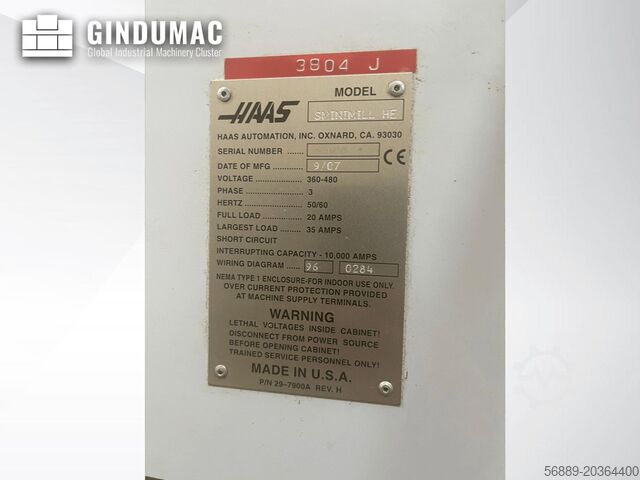 GINDUMAC
Global Industrial Machinery Cluster
3804 J
MODEL
HAAS SMINIMILL HE
HAAS AUTOMATION, INC. OXNARD, CA. 93030
SERIAL NUMBER ......
DATE OF MFG ............ 9/07 CE
VOLTAGE ................... 360-480
PHASE ....................... 3
HERTZ ....................... 50/60
FULL LOAD ................ 20 AMPS
LARGEST LOAD ......... 35 AMPS
SHORT CIRCUIT
INTERRUPTING CAPACITY - 10,000 AMPS
WIRING DIAGRAM ...... 96 0284
NEMA TYPE 1 ENCLOSURE-FOR INDOOR USE ONLY.
OVER CURRENT PROTECTION PROVIDED
AT MACHINE SUPPLY TERMINALS.
WARNING
LETHAL VOLTAGES INSIDE CABINET!
DISCONNECT FROM POWER SOURCE
BEFORE OPENING CABINET!
TRAINED SERVICE PERSONNEL ONLY!
MADE IN U.S.A.
P/N 29-7900A REV. H
56889-20364400